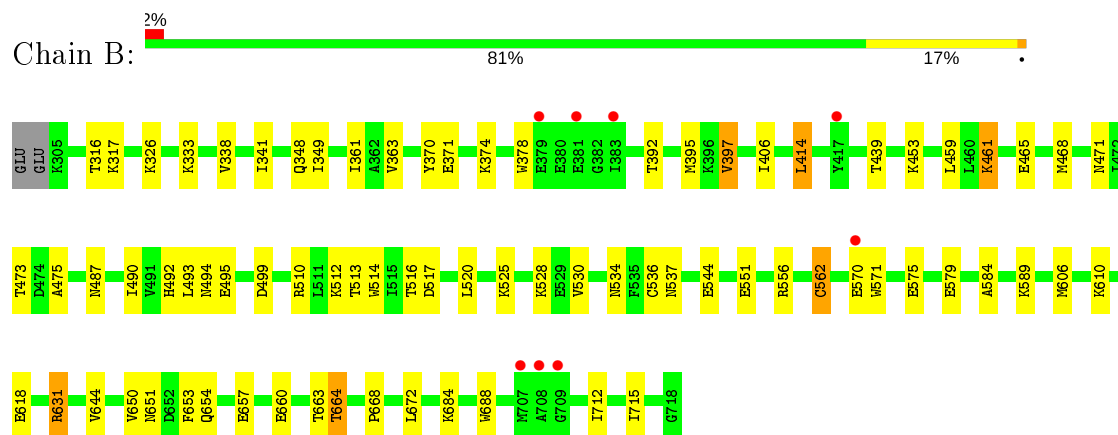 2%
Chain B:
81% 17% •
GLU GLU K305 T316 K317 K326 K333 V338 I341 Q348 I349 I361 A362 V363 Y370 E371 K374 W378 E379 E380 E381 G382 I383 T392 M395 K396 V397 I406 L414 Y417 T439 K453 L459 L460 K461 E465 M468 N471 I472
T473 D474 A475 N487 I490 V491 H492 L493 N494 E495 D499 R510 L511 K512 T513 W514 I515 T516 D517 L520 K525 K528 E529 V530 N534 F535 C536 N537 E544 E551 R556 C562 E570 W571 E575 E579 A584 K589 M606 K610
E618 R631 V644 V650 N651 D652 F653 Q654 E657 E660 T663 T664 P668 L672 K684 W688 M707 A708 G709 I712 I715 G718